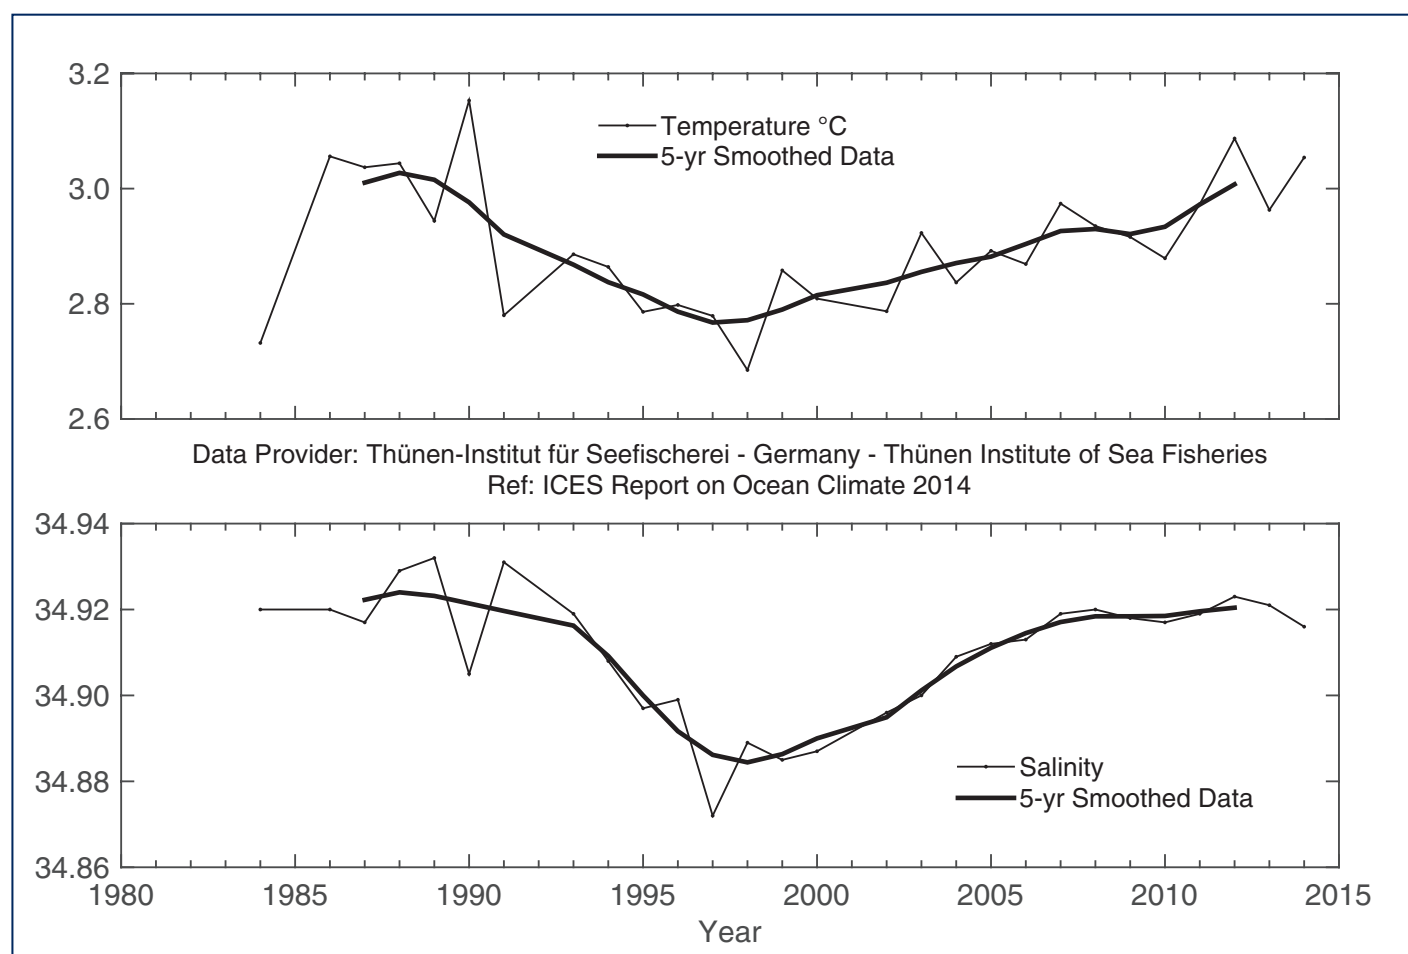 3.2
3.0
2.8
2.6
Temperature °C
5-yr Smoothed Data
Data Provider: Thünen-Institut für Seefischerei - Germany - Thünen Institute of Sea Fisheries
Ref: ICES Report on Ocean Climate 2014
34.94
34.92
34.90
34.88
34.86
Salinity
5-yr Smoothed Data
1980 1985 1990 1995 2000 2005 2010 2015
Year